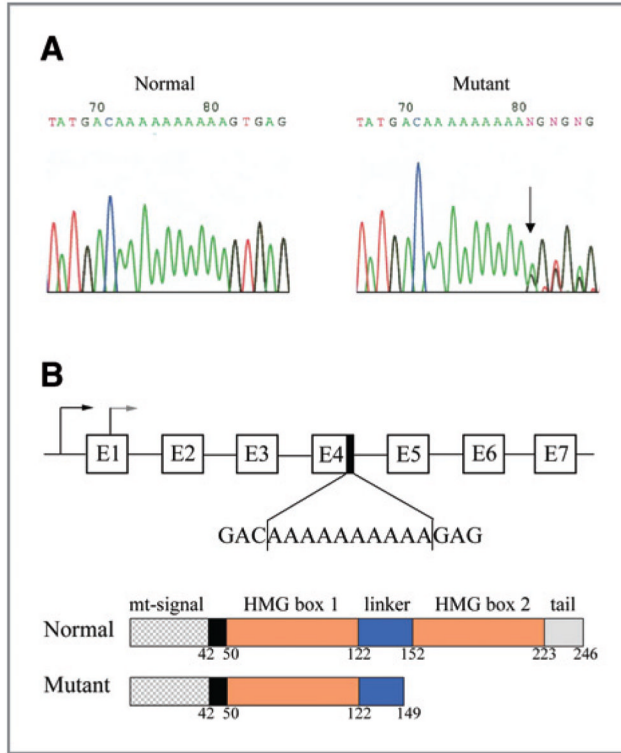 A
Normal
Mutant
70 80
70 80
TATGACAAAAAAAAAAGTGAG
TATGACAAAAAAAAANGNGNG
B
E1 E2 E3 E4 E5 E6 E7
GACAAAAAAAAAAGAG
mt-signal HMG box 1 linker HMG box 2 tail
Normal
42 50 122 152 223 246
Mutant
42 50 122 149